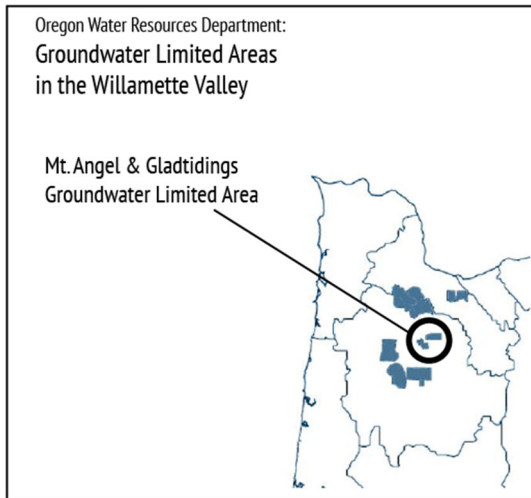 Oregon Water Resources Department:
Groundwater Limited Areas
in the Willamette Valley
Mt. Angel & Gladtidings
Groundwater Limited Area